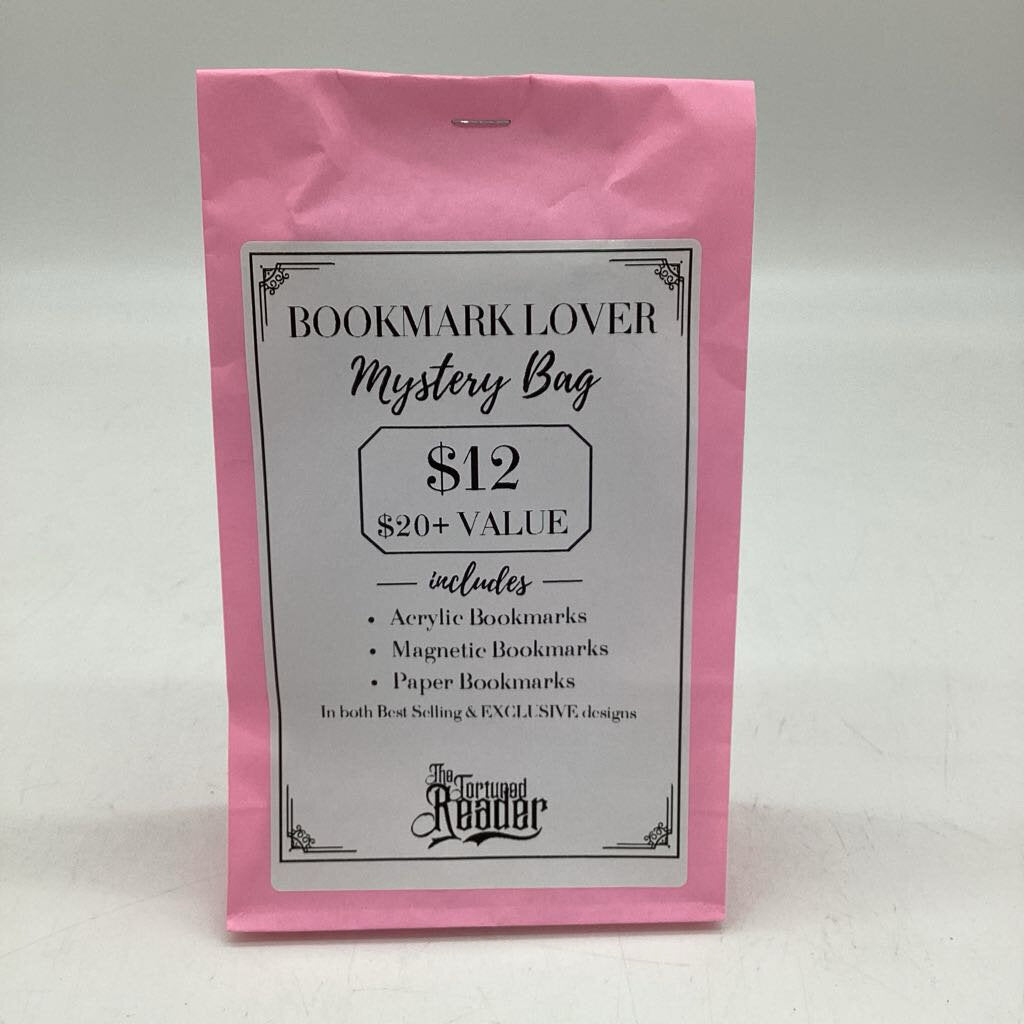 BOOKMARK LOVER
Mystery Bag
$12
$20+ VALUE
includes
• Acrylic Bookmarks
• Magnetic Bookmarks
• Paper Bookmarks
In both Best Selling & EXCLUSIVE designs
The
Tortured
Reader